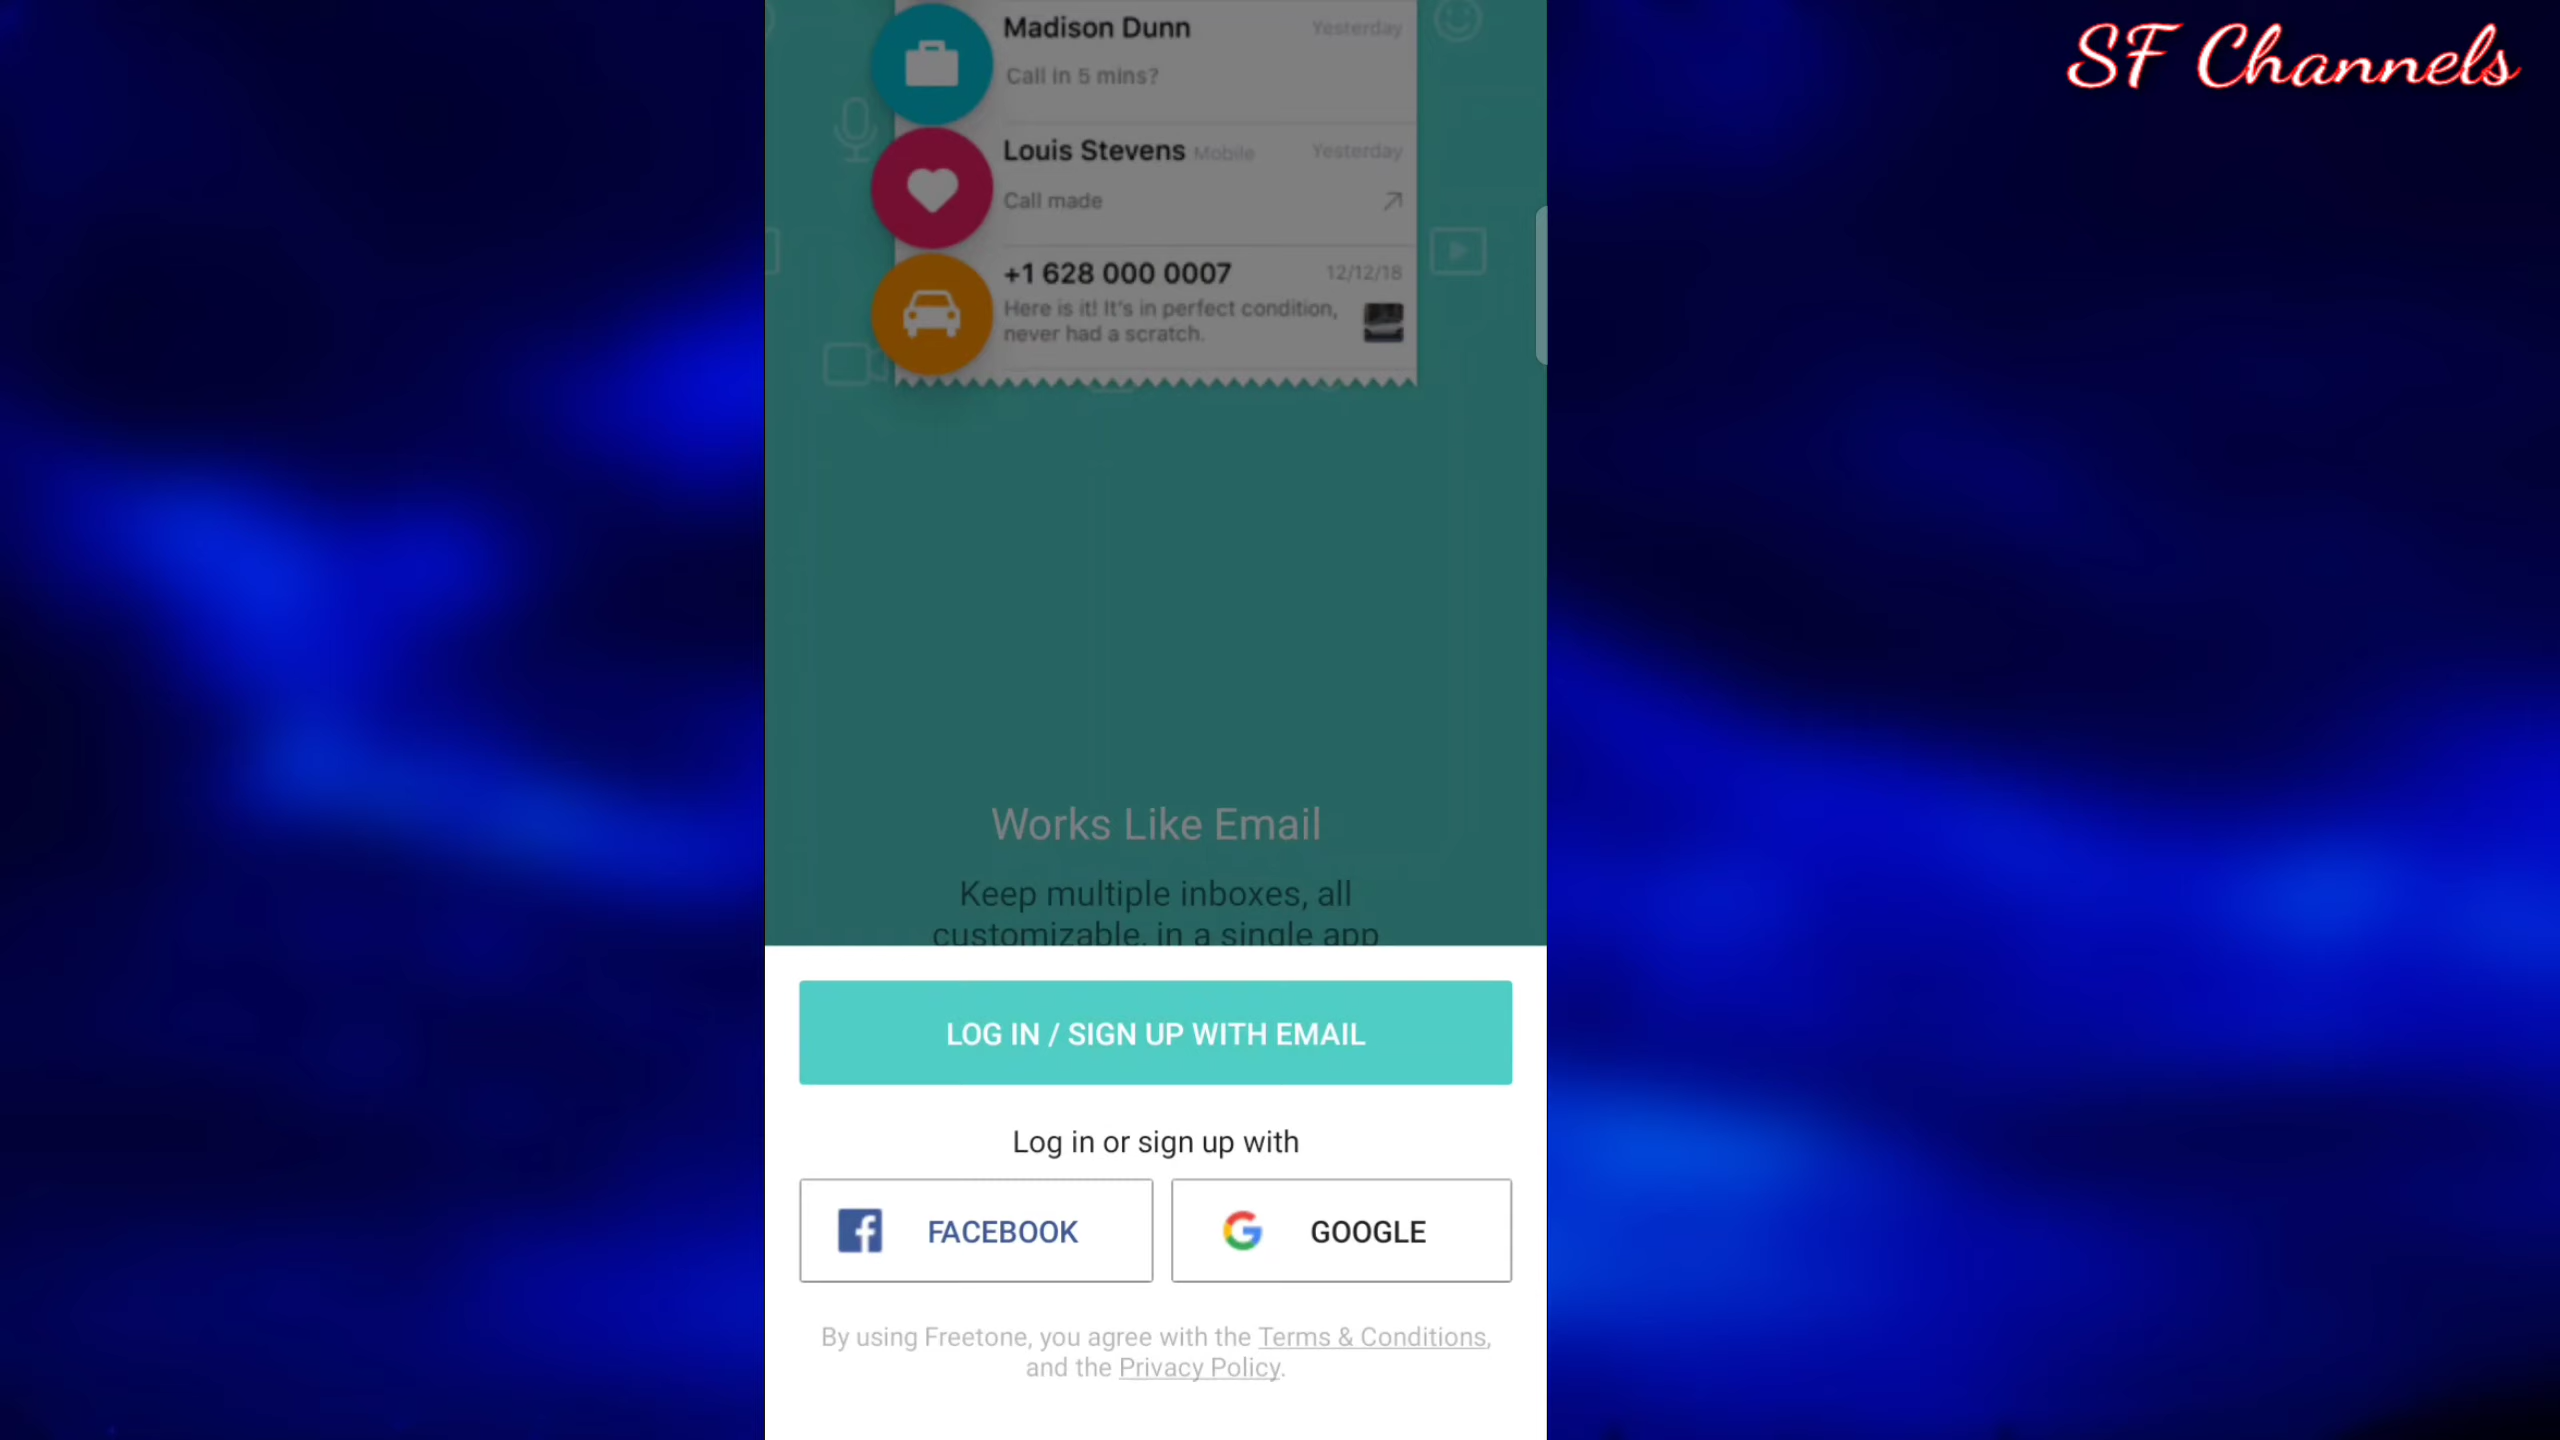 SF Channels
Madison Dunn Yesterday
Call in 5 mins?
Louis Stevens Mobile Yesterday
Call made
+1 628 000 0007 12/12/18
Here is it! It's in perfect condition,
never had a scratch.
Works Like Email
Keep multiple inboxes, all
customizable, in a single app
LOG IN / SIGN UP WITH EMAIL
Log in or sign up with
FACEBOOK GOOGLE
By using Freetone, you agree with the Terms & Conditions,
and the Privacy Policy.